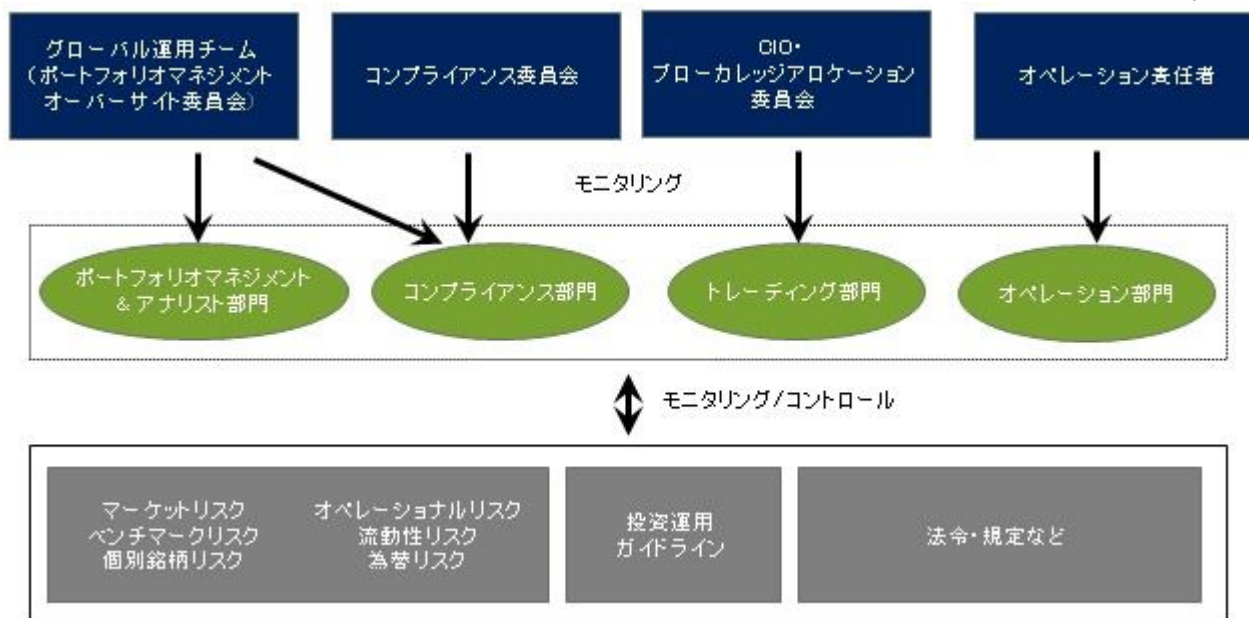 グローバル運用チーム
（ポートフォリオマネジメント
オーバーサイト委員会）
コンプライアンス委員会
CIO・
ブローカレッジアロケーション
委員会
オペレーション責任者
モニタリング
ポートフォリオマネジメント
＆アナリスト部門
コンプライアンス部門
トレーディング部門
オペレーション部門
モニタリング/コントロール
マーケットリスク
ベンチマークリスク
個別銘柄リスク
オペレーショナルリスク
流動性リスク
為替リスク
投資運用
ガイドライン
法令・規定など